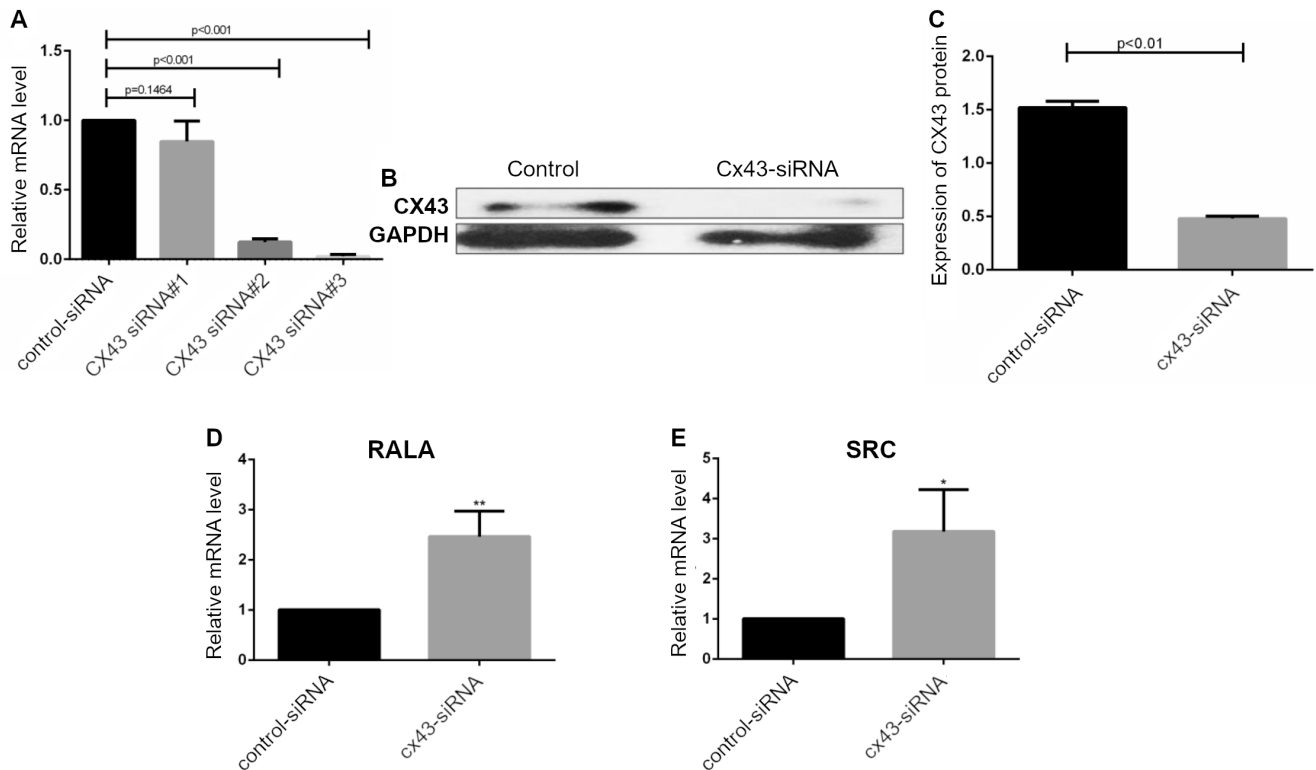 A
p<0.001
p<0.001
p=0.1464
Relative mRNA level
1.5
1.0
0.5
0.0
control-siRNA
CX43 siRNA#1
CX43 siRNA#2
CX43 siRNA#3
B
Control Cx43-siRNA
CX43
GAPDH
C
p<0.01
Expression of CX43 protein
2.0
1.5
1.0
0.5
0.0
control-siRNA
cx43-siRNA
D
RALA
Relative mRNA level
4
3
2
1
0
**
control-siRNA
cx43-siRNA
E
SRC
Relative mRNA level
5
4
3
2
1
0
*
control-siRNA
cx43-siRNA